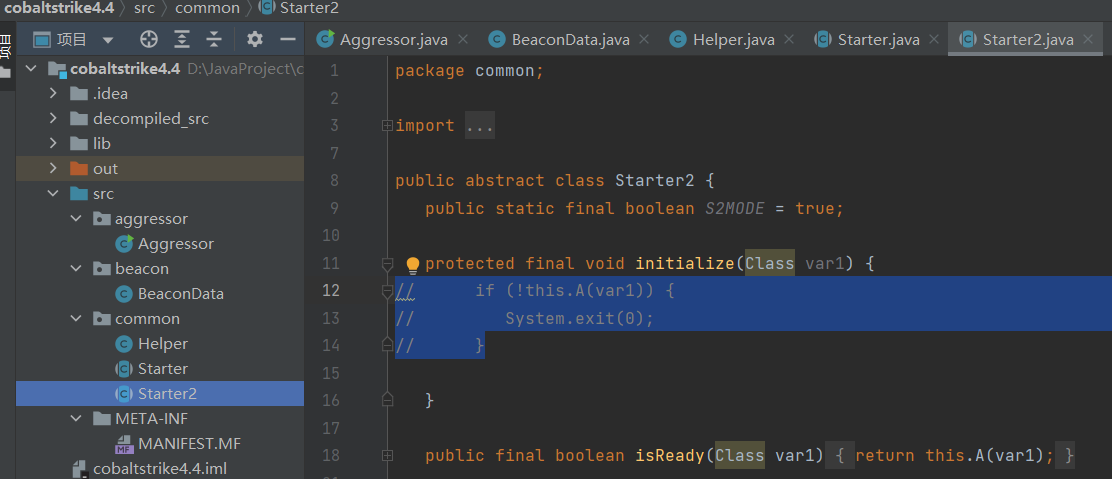 cobaltstrike4.4 〉 src 〉 common 〉 Starter2
项目
Aggressor.java
BeaconData.java
Helper.java
Starter.java
Starter2.java
项目
cobaltstrike4.4 D:\JavaProject\c
.idea
decompiled_src
lib
out
src
aggressor
Aggressor
beacon
BeaconData
common
Helper
Starter
Starter2
META-INF
MANIFEST.MF
cobaltstrike4.4.iml
1 package common;
2
3 import ...
7
8 public abstract class Starter2 {
9 public static final boolean S2MODE = true;
10
11 protected final void initialize(Class var1) {
12 // if (!this.A(var1)) {
13 // System.exit(0);
14 // }
15
16 }
17
18 public final boolean isReady(Class var1) { return this.A(var1); }